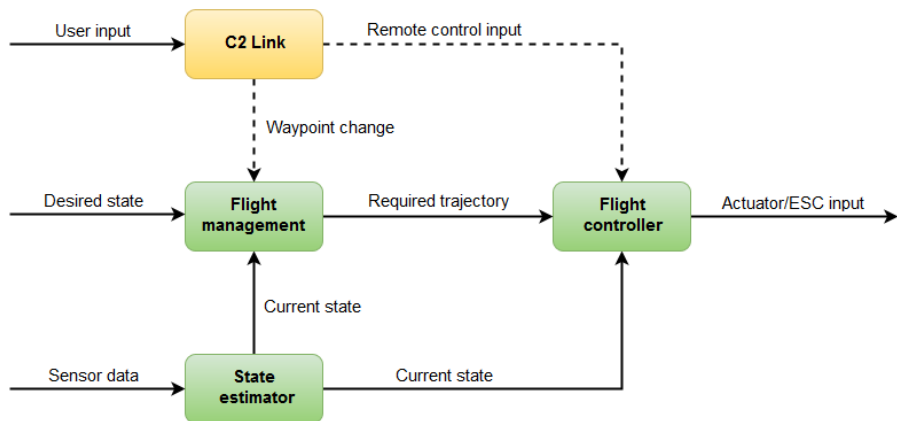 User input
C2 Link
Remote control input
Waypoint change
Desired state
Flight
management
Required trajectory
Flight
controller
Actuator/ESC input
Current state
Sensor data
State
estimator
Current state